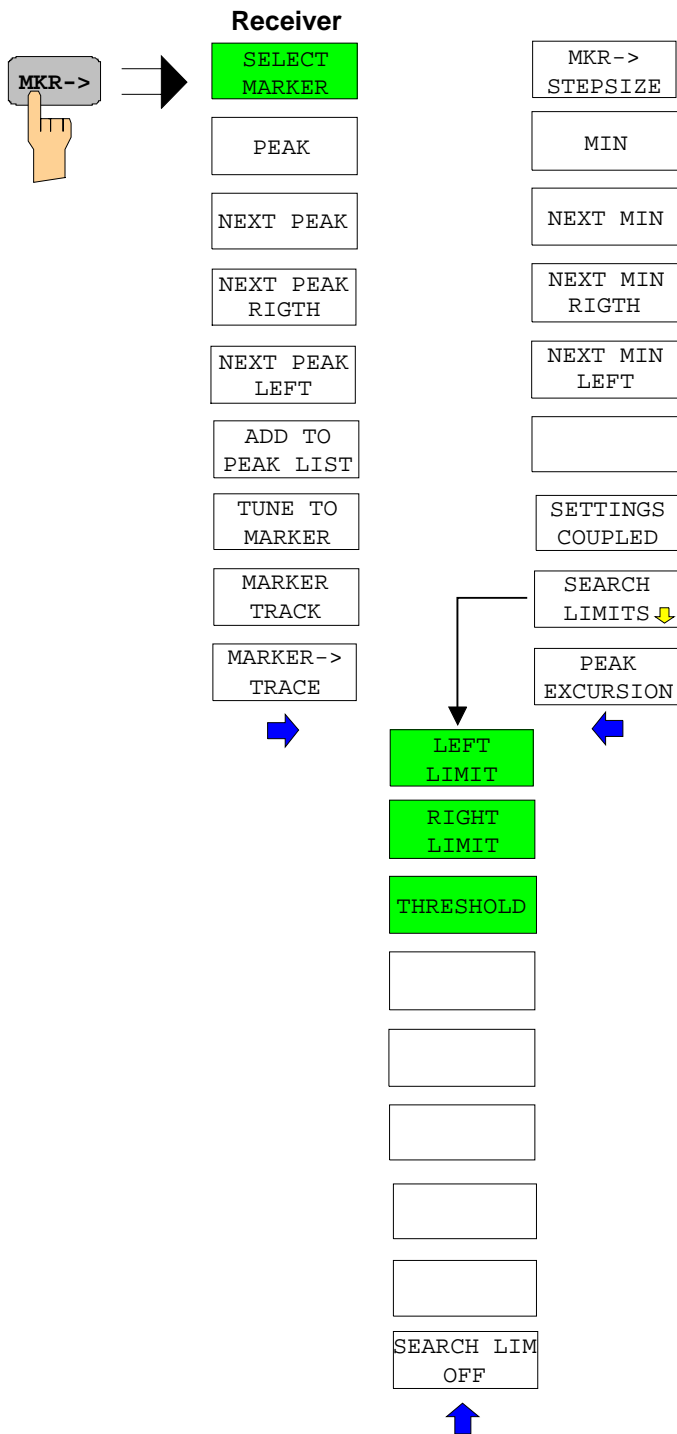 Receiver
MKR->
SELECT
MARKER
PEAK
NEXT PEAK
NEXT PEAK
RIGTH
NEXT PEAK
LEFT
ADD TO
PEAK LIST
TUNE TO
MARKER
MARKER
TRACK
MARKER->
TRACE
MKR->
STEPSIZE
MIN
NEXT MIN
NEXT MIN
RIGTH
NEXT MIN
LEFT
SETTINGS
COUPLED
SEARCH
LIMITS
PEAK
EXCURSION
LEFT
LIMIT
RIGHT
LIMIT
THRESHOLD
SEARCH LIM
OFF